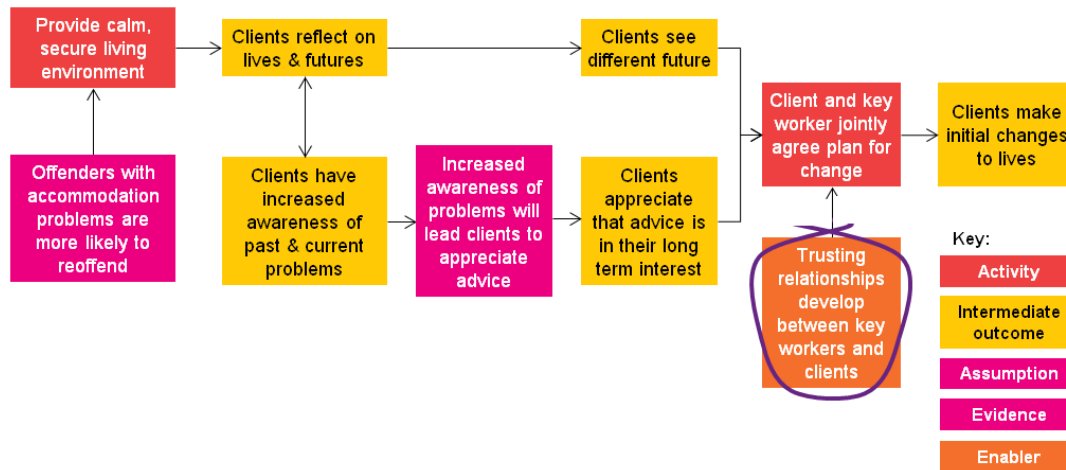 Provide calm,
secure living
environment
Clients reflect on
lives & futures
Clients see
different future
Client and key
worker jointly
agree plan for
change
Clients make
initial changes
to lives
Offenders with
accommodation
problems are
more likely to
reoffend
Clients have
increased
awareness of
past & current
problems
Increased
awareness of
problems will
lead clients to
appreciate
advice
Clients
appreciate
that advice is
in their long
term interest
Trusting
relationships
develop
between key
workers and
clients
Key:
Activity
Intermediate
outcome
Assumption
Evidence
Enabler